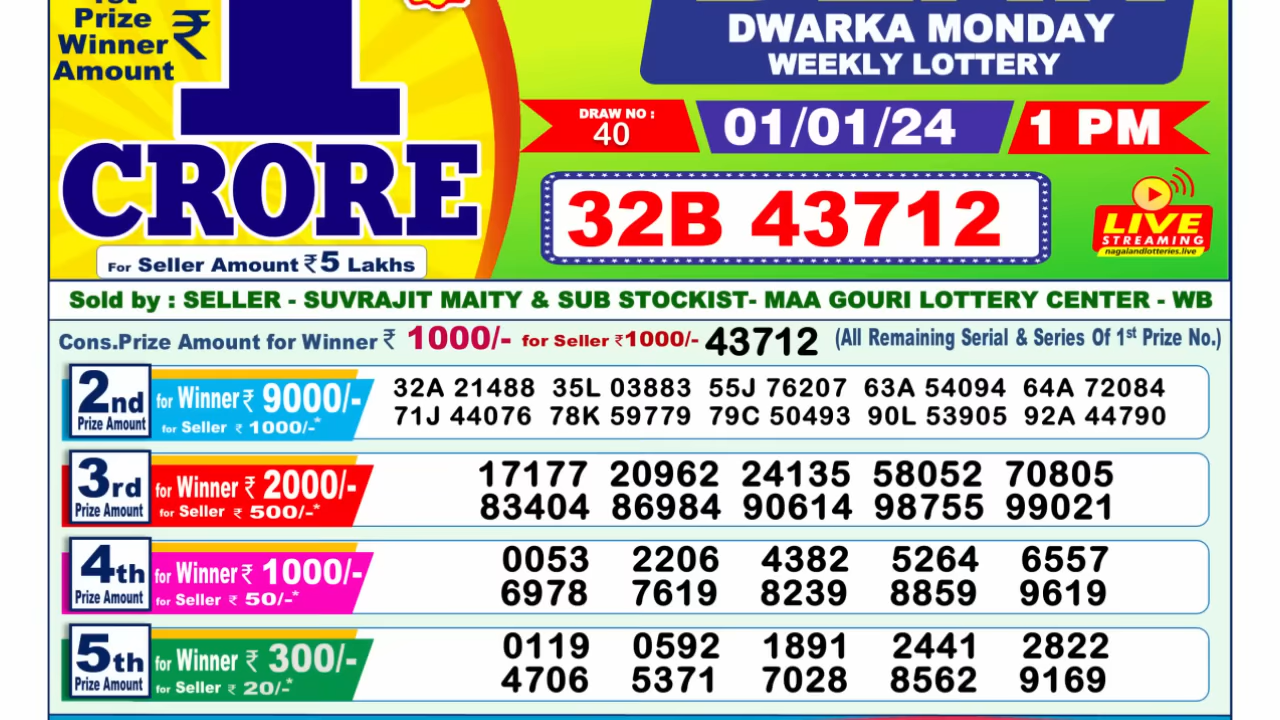 Prize ₹
Winner
Amount
1
CRORE
For Seller Amount ₹5 Lakhs
DWARKA MONDAY
WEEKLY LOTTERY
DRAW NO :
40
01/01/24
1 PM
32B 43712
LIVE
STREAMING
nagalandlotteries.live
Sold by : SELLER - SUVRAJIT MAITY & SUB STOCKIST- MAA GOURI LOTTERY CENTER - WB
Cons.Prize Amount for Winner ₹ 1000/- for Seller ₹1000/- 43712 (All Remaining Serial & Series Of 1st Prize No.)
2nd
Prize Amount
for Winner ₹ 9000/-
for Seller ₹ 1000/-*
32A 21488 35L 03883 55J 76207 63A 54094 64A 72084
71J 44076 78K 59779 79C 50493 90L 53905 92A 44790
3rd
Prize Amount
for Winner ₹ 2000/-
for Seller ₹ 500/-*
17177 20962 24135 58052 70805
83404 86984 90614 98755 99021
4th
Prize Amount
for Winner ₹ 1000/-
for Seller ₹ 50/-*
0053 2206 4382 5264 6557
6978 7619 8239 8859 9619
5th
Prize Amount
for Winner ₹ 300/-
for Seller ₹ 20/-*
0119 0592 1891 2441 2822
4706 5371 7028 8562 9169